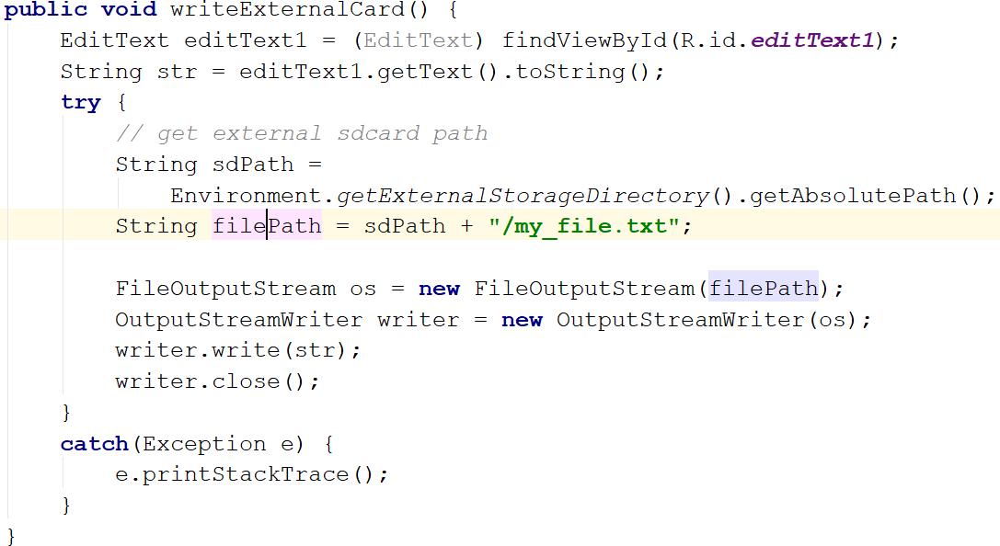 public void writeExternalCard() {
    EditText editText1 = (EditText) findViewById(R.id.editText1);
    String str = editText1.getText().toString();
    try {
        // get external sdcard path
        String sdPath =
            Environment.getExternalStorageDirectory().getAbsolutePath();
        String filePath = sdPath + "/my_file.txt";

        FileOutputStream os = new FileOutputStream(filePath);
        OutputStreamWriter writer = new OutputStreamWriter(os);
        writer.write(str);
        writer.close();
    }
    catch(Exception e) {
        e.printStackTrace();
    }
}